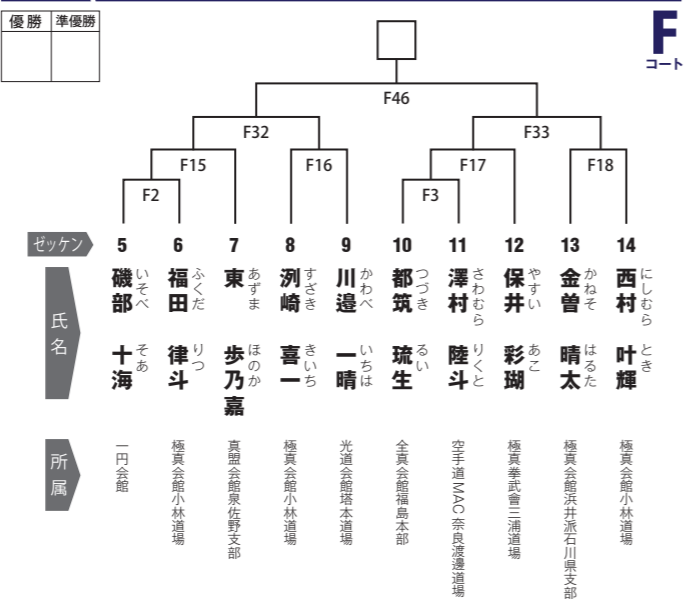 優勝 準優勝
F
コート
F46
F32 F33
F15 F16 F17 F18
F2 F3
ゼッケン 5 6 7 8 9 10 11 12 13 14
氏名
磯部 十海
いそべ そあ
福田 律斗
ふくだ りつ
東 歩乃嘉
あずま ほのか
洌崎 喜一
すざき きいち
川邉 一晴
かわべ いちは
都筑 琉生
つづき るい
澤村 陸斗
さわむら りくと
保井 彩瑚
やすい あこ
金曽 晴太
かねそ はるた
西村 叶輝
にしむら とき
所属
一円会館
極真会館小林道場
真盟会館泉佐野支部
極真会館小林道場
光道会館塔本道場
全真会館福島本部
空手道MAC奈良渡邊道場
極真拳武會三浦道場
極真会館浜井派石川県支部
極真会館小林道場